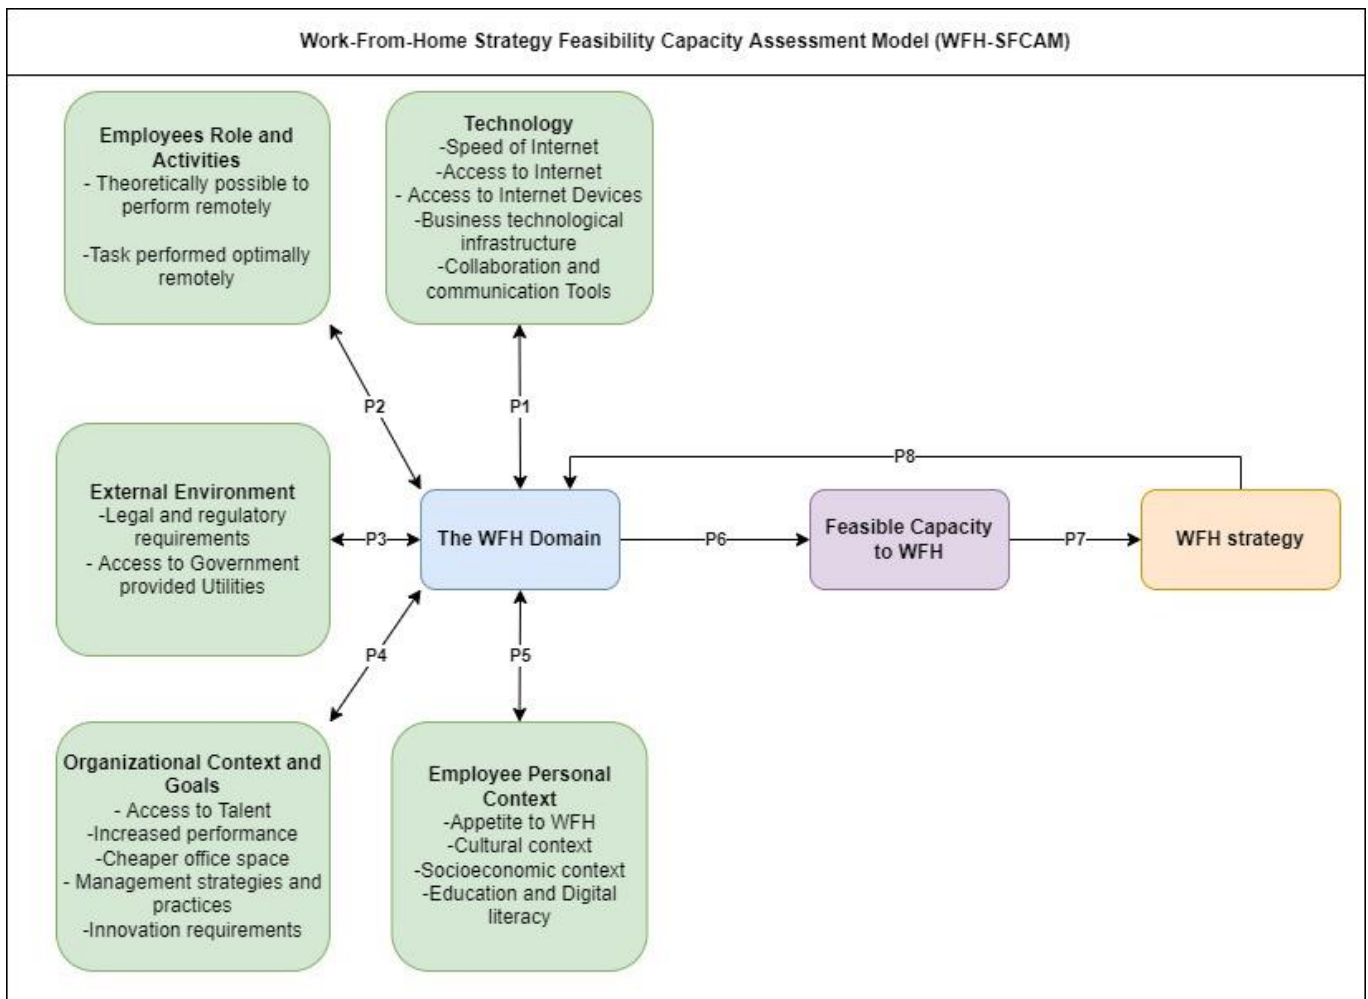 Work-From-Home Strategy Feasibility Capacity Assessment Model (WFH-SFCAM)
Employees Role and
Activities
- Theoretically possible to
perform remotely
-Task performed optimally
remotely
Technology
-Speed of Internet
-Access to Internet
- Access to Internet Devices
-Business technological
infrastructure
-Collaboration and
communication Tools
P2
P1
P8
External Environment
-Legal and regulatory
requirements
- Access to Government
provided Utilities
P3
The WFH Domain
P6
Feasible Capacity
to WFH
P7
WFH strategy
P4
P5
Organizational Context and
Goals
- Access to Talent
-Increased performance
-Cheaper office space
- Management strategies and
practices
-Innovation requirements
Employee Personal
Context
-Appetite to WFH
-Cultural context
-Socioeconomic context
-Education and Digital
literacy